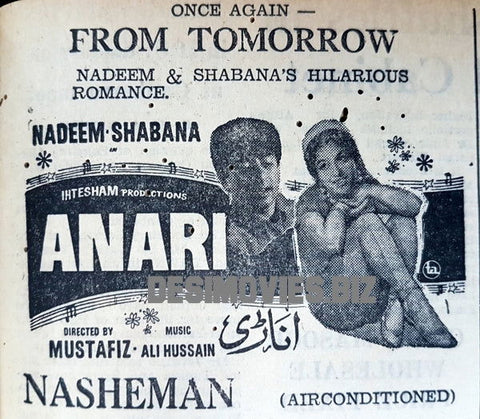 ONCE AGAIN —
FROM TOMORROW
NADEEM & SHABANA'S HILARIOUS
ROMANCE.
NADEEM·SHABANA
IN
IHTESHAM PRODUCTIONS
ANARI
DESIMOVIES.BIZ
اناڑی
DIRECTED BY
MUSTAFIZ·
MUSIC
ALI HUSSAIN
NASHEMAN
(AIRCONDITIONED)